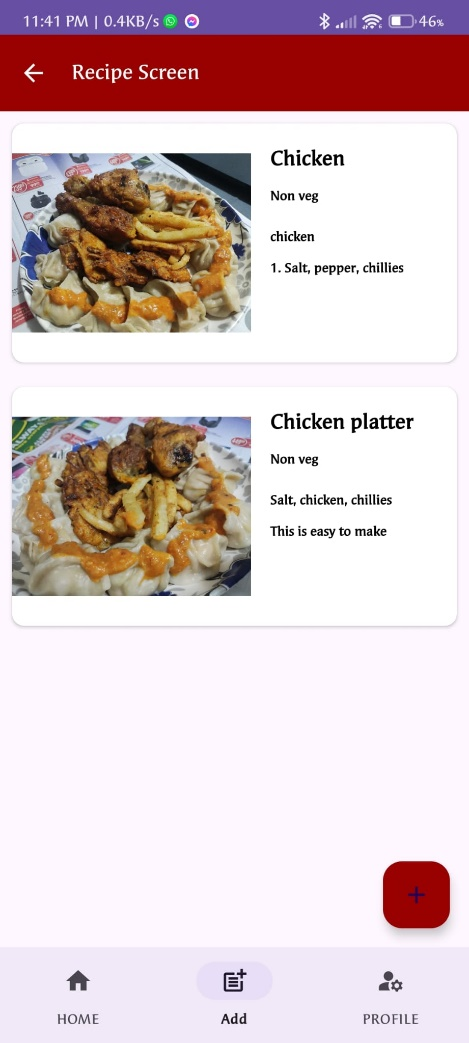 11:41 PM | 0.4KB/s 46%
Recipe Screen
Chicken
Non veg
chicken
1. Salt, pepper, chillies
Chicken platter
Non veg
Salt, chicken, chillies
This is easy to make
HOME
Add
PROFILE